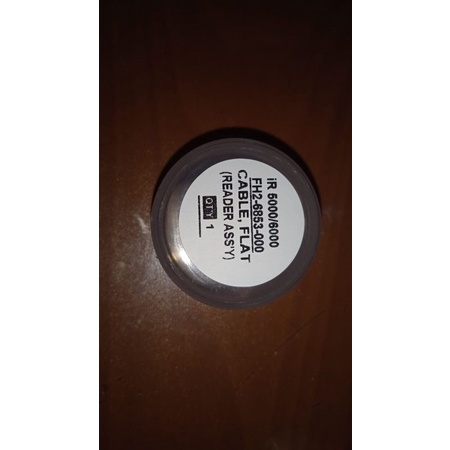 iR 5000/6000
FH2-6853-000
CABLE, FLAT
(READER ASS'Y)
QTY 1